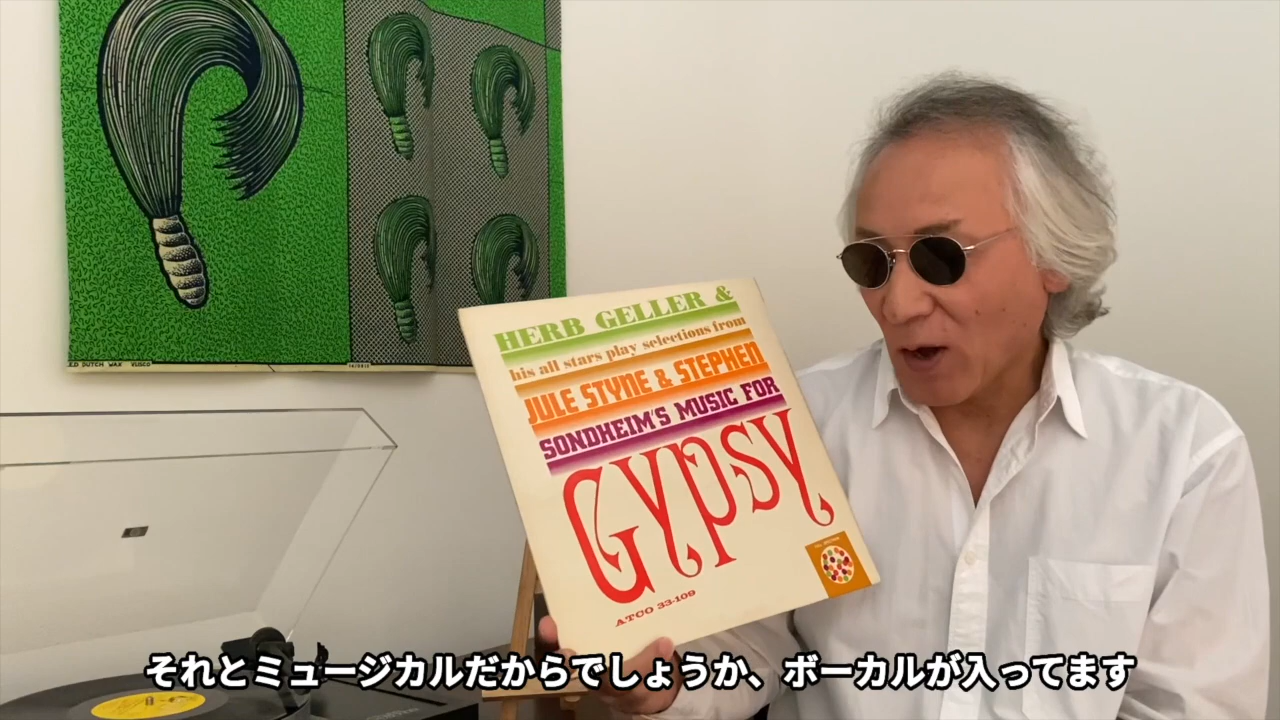 HERB GELLER &
his all stars play selections from
JULE STYNE & STEPHEN
SONDHEIM'S MUSIC FOR
GYPSY
ATCO 33-109
それとミュージカルだからでしょうか、ボーカルが入ってます